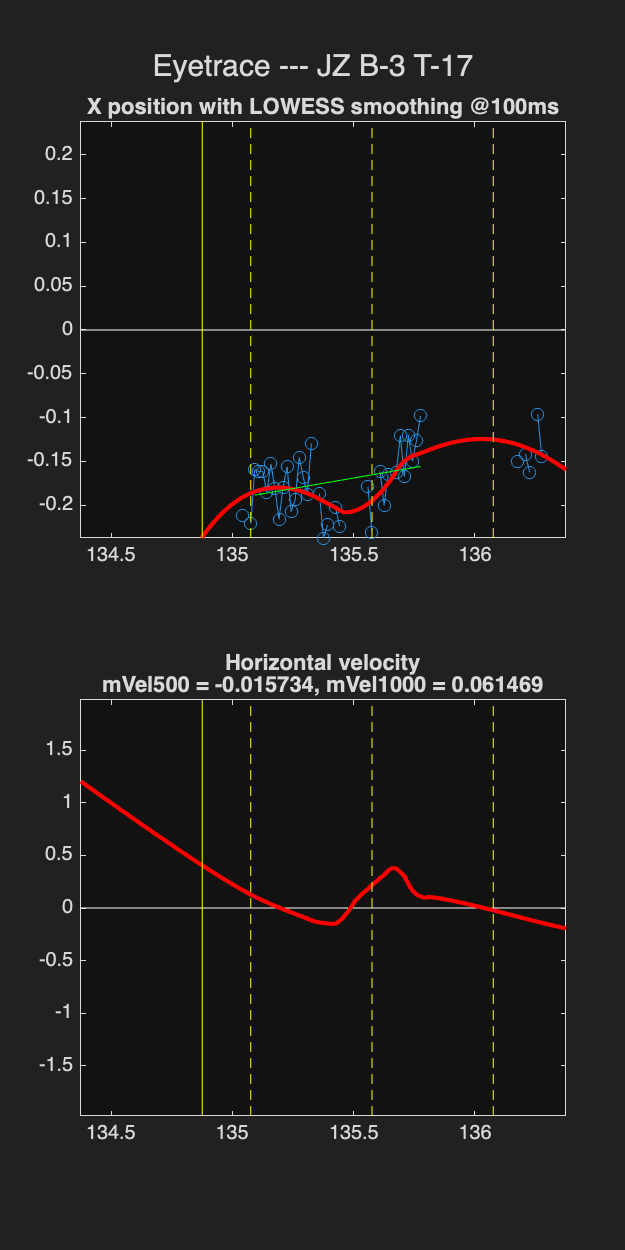 Eyetrace --- JZ B-3 T-17
X position with LOWESS smoothing @100ms
0.2
0.15
0.1
0.05
0
-0.05
-0.1
-0.15
-0.2
134.5 135 135.5 136
Horizontal velocity
mVel500 = -0.015734, mVel1000 = 0.061469
1.5
1
0.5
0
-0.5
-1
-1.5
134.5 135 135.5 136